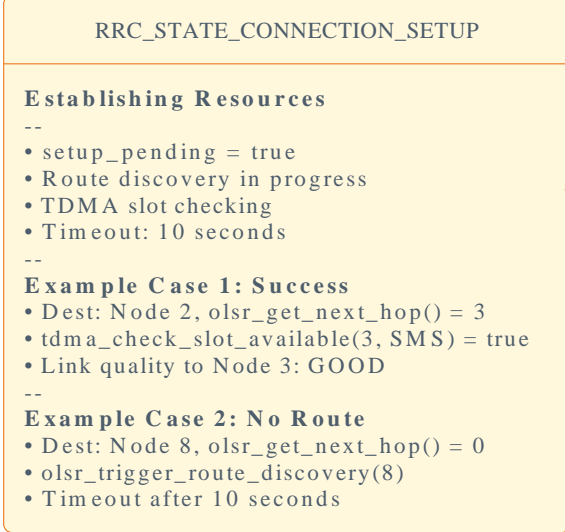 RRC_STATE_CONNECTION_SETUP
Establishing Resources
--
• setup_pending = true
• Route discovery in progress
• TDMA slot checking
• Timeout: 10 seconds
--
Example Case 1: Success
• Dest: Node 2, olsr_get_next_hop() = 3
• tdma_check_slot_available(3, SMS) = true
• Link quality to Node 3: GOOD
--
Example Case 2: No Route
• Dest: Node 8, olsr_get_next_hop() = 0
• olsr_trigger_route_discovery(8)
• Timeout after 10 seconds